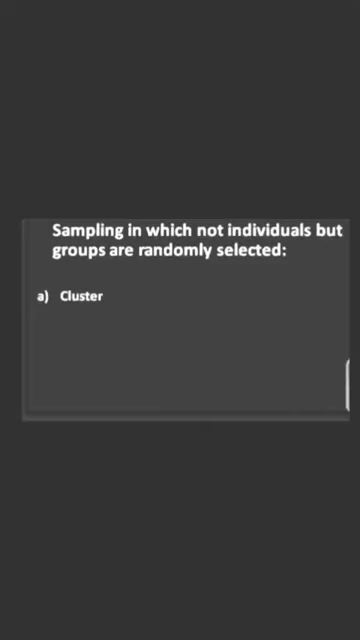 Sampling in which not individuals but
groups are randomly selected:
a) Cluster